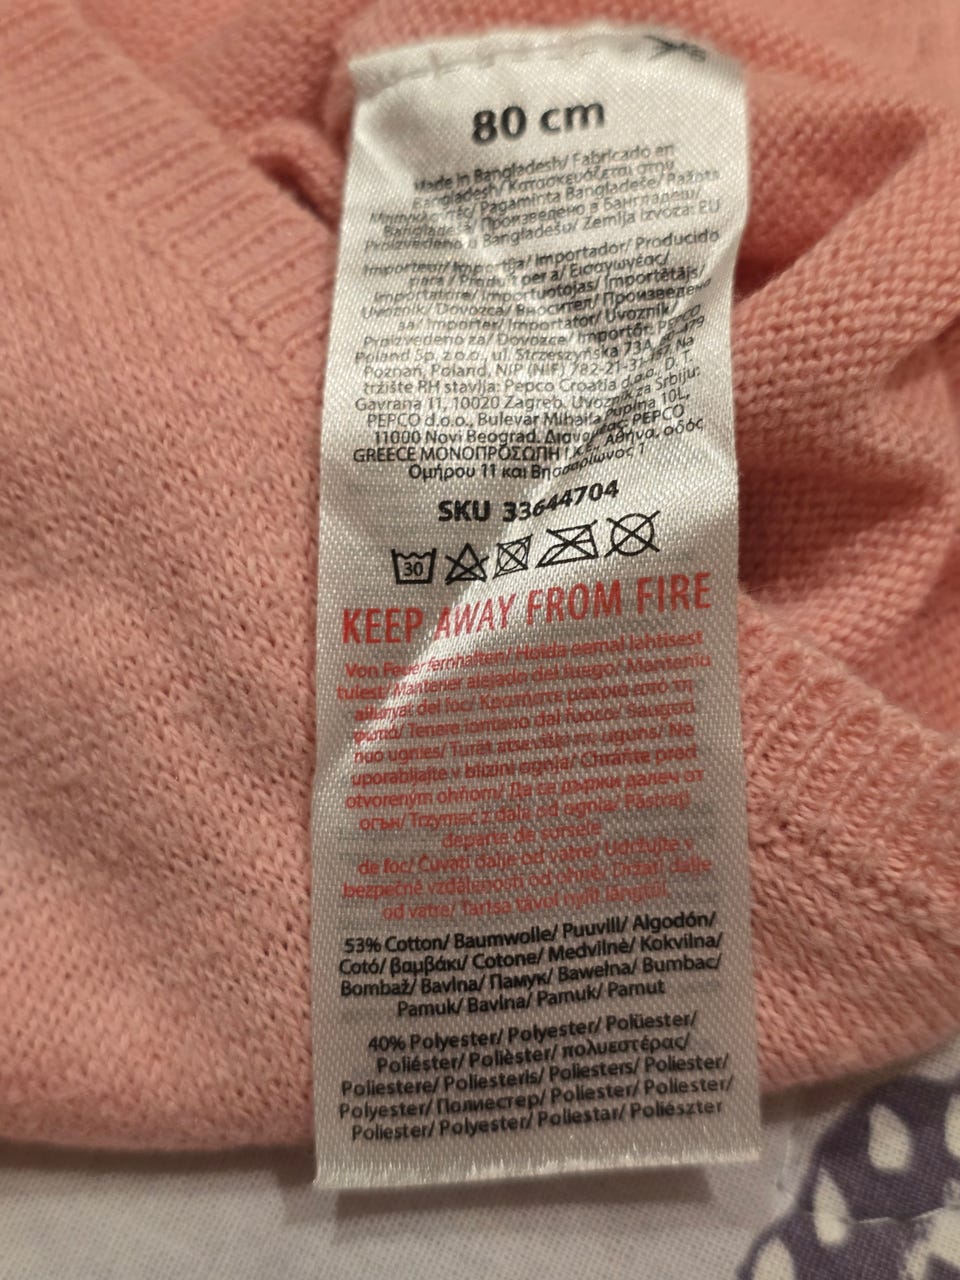 80 cm
Made in Bangladesh/ Fabricado en
Bangladesh/ Κατασκευάζεται στην
Μπανγκλαντές/ Pagaminta Bangladeše/ Ražots
Bangladešā/ Произведено в Бангладеш/
Proizvedeno u Bangladešu/ Zemlja izvoza: EU
Importeur/ Importija/ Importador/ Producido
para / Produït per a/ Εισαγωγέας/
Importatore/ Importuotojas/ Importētājs/
Uvoznik/ Dovozca/ Вносител/ Произведено
за/ Importer/ Importator/ Uvoznik/
Proizvedeno za/ Dovozce/ Importőr: PEPCO
Poland Sp. z o.o., ul. Strzeszyńska 73A, 60-479
Poznań, Poland, NIP (NIF) 782-21-31-157. Na
tržište RH stavlja: Pepco Croatia d.o.o., D. T.
Gavrana 11, 10020 Zagreb. Uvoznik za Srbiju:
PEPCO d.o.o., Bulevar Mihaila Pupina 10L,
11000 Novi Beograd. Διανομέας: PEPCO
GREECE ΜΟΝΟΠΡΟΣΩΠΗ Ι.Κ.Ε. Αθήνα, οδός
Ομήρου 11 και Βησσαρίωνος 1
SKU 33644704
30
KEEP AWAY FROM FIRE
Von Feuer fernhalten/ Hoida eemal lahtisest
tulest/ Mantener alejado del fuego/ Manteniu
allunyat del foc/ Κρατήστε μακριά από τη
φωτιά/ Tenere lontano dal fuoco/ Saugoti
nuo ugnies/ Turēt atsevišķi no uguns/ Ne
uporabljajte v bližini ognja/ Chráňte pred
otvoreným ohňom/ Да се държи далеч от
огън/ Trzymać z dala od ognia/ Păstrați
departe de sursele
de foc/ Čuvati dalje od vatre/ Udržujte v
bezpečné vzdálenosti od ohně/ Držati dalje
od vatre/ Tartsa távol nyílt lángtól.
53% Cotton/ Baumwolle/ Puuvill/ Algodón/
Cotó/ βαμβάκι/ Cotone/ Medvilnė/ Kokvilna/
Bombaž/ Bavlna/ Памук/ Bawełna/ Bumbac/
Pamuk/ Bavlna/ Pamuk/ Pamut
40% Polyester/ Polyester/ Polüester/
Poliéster/ Polièster/ πολυεστέρας/
Poliestere/ Poliesteris/ Poliesters/ Poliester/
Polyester/ Полиестер/ Poliester/ Poliester/
Poliester/ Polyester/ Poliestar/ Poliészter